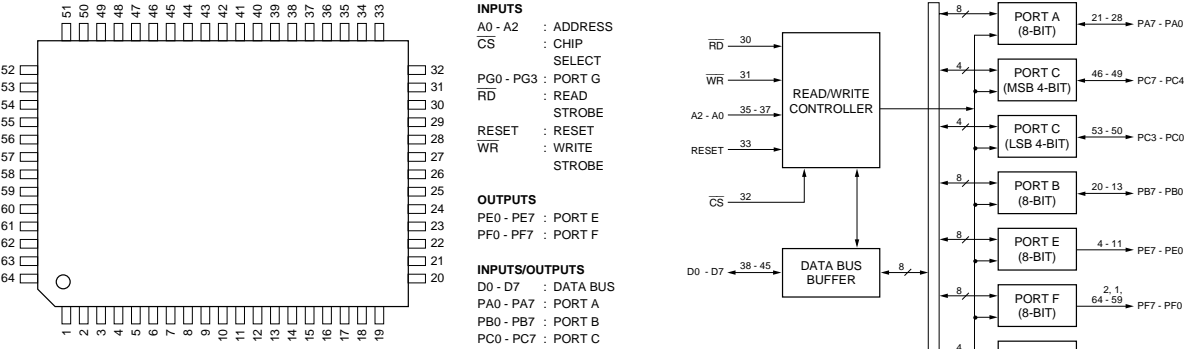 51 50 49 48 47 46 45 44 43 42 41 40 39 38 37 36 35 34 33
52
53
54
55
56
57
58
59
60
61
62
63
64
32
31
30
29
28
27
26
25
24
23
22
21
20
1 2 3 4 5 6 7 8 9 10 11 12 13 14 15 16 17 18 19
INPUTS
A0 - A2 : ADDRESS
CS : CHIP
SELECT
PG0 - PG3 : PORT G
RD : READ
STROBE
RESET : RESET
WR : WRITE
STROBE
OUTPUTS
PE0 - PE7 : PORT E
PF0 - PF7 : PORT F
INPUTS/OUTPUTS
D0 - D7 : DATA BUS
PA0 - PA7 : PORT A
PB0 - PB7 : PORT B
PC0 - PC7 : PORT C
RD 30
WR 31
A2 - A0 35 - 37
RESET 33
CS 32
READ/WRITE
CONTROLLER
D0 - D7 38 - 45
DATA BUS
BUFFER
8
8
PORT A
(8-BIT)
21 - 28 PA7 - PA0
4
PORT C
(MSB 4-BIT)
46 - 49 PC7 - PC4
4
PORT C
(LSB 4-BIT)
53 - 50 PC3 - PC0
8
PORT B
(8-BIT)
20 - 13 PB7 - PB0
8
PORT E
(8-BIT)
4 - 11 PE7 - PE0
8
PORT F
(8-BIT)
2, 1,
64 - 59 PF7 - PF0
4